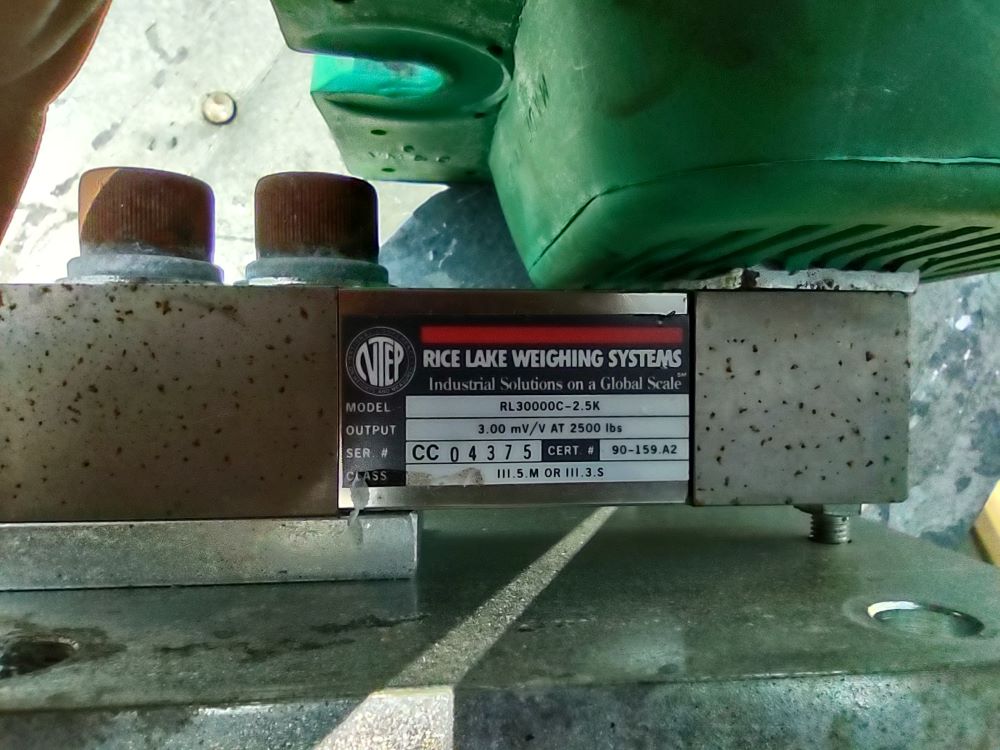 NTEP
RICE LAKE WEIGHING SYSTEMS
Industrial Solutions on a Global Scale℠
MODEL RL30000C-2.5K
OUTPUT 3.00 mV/V AT 2500 lbs
SER. # CC 04375 CERT. # 90-159.A2
CLASS III.5.M OR III.3.S